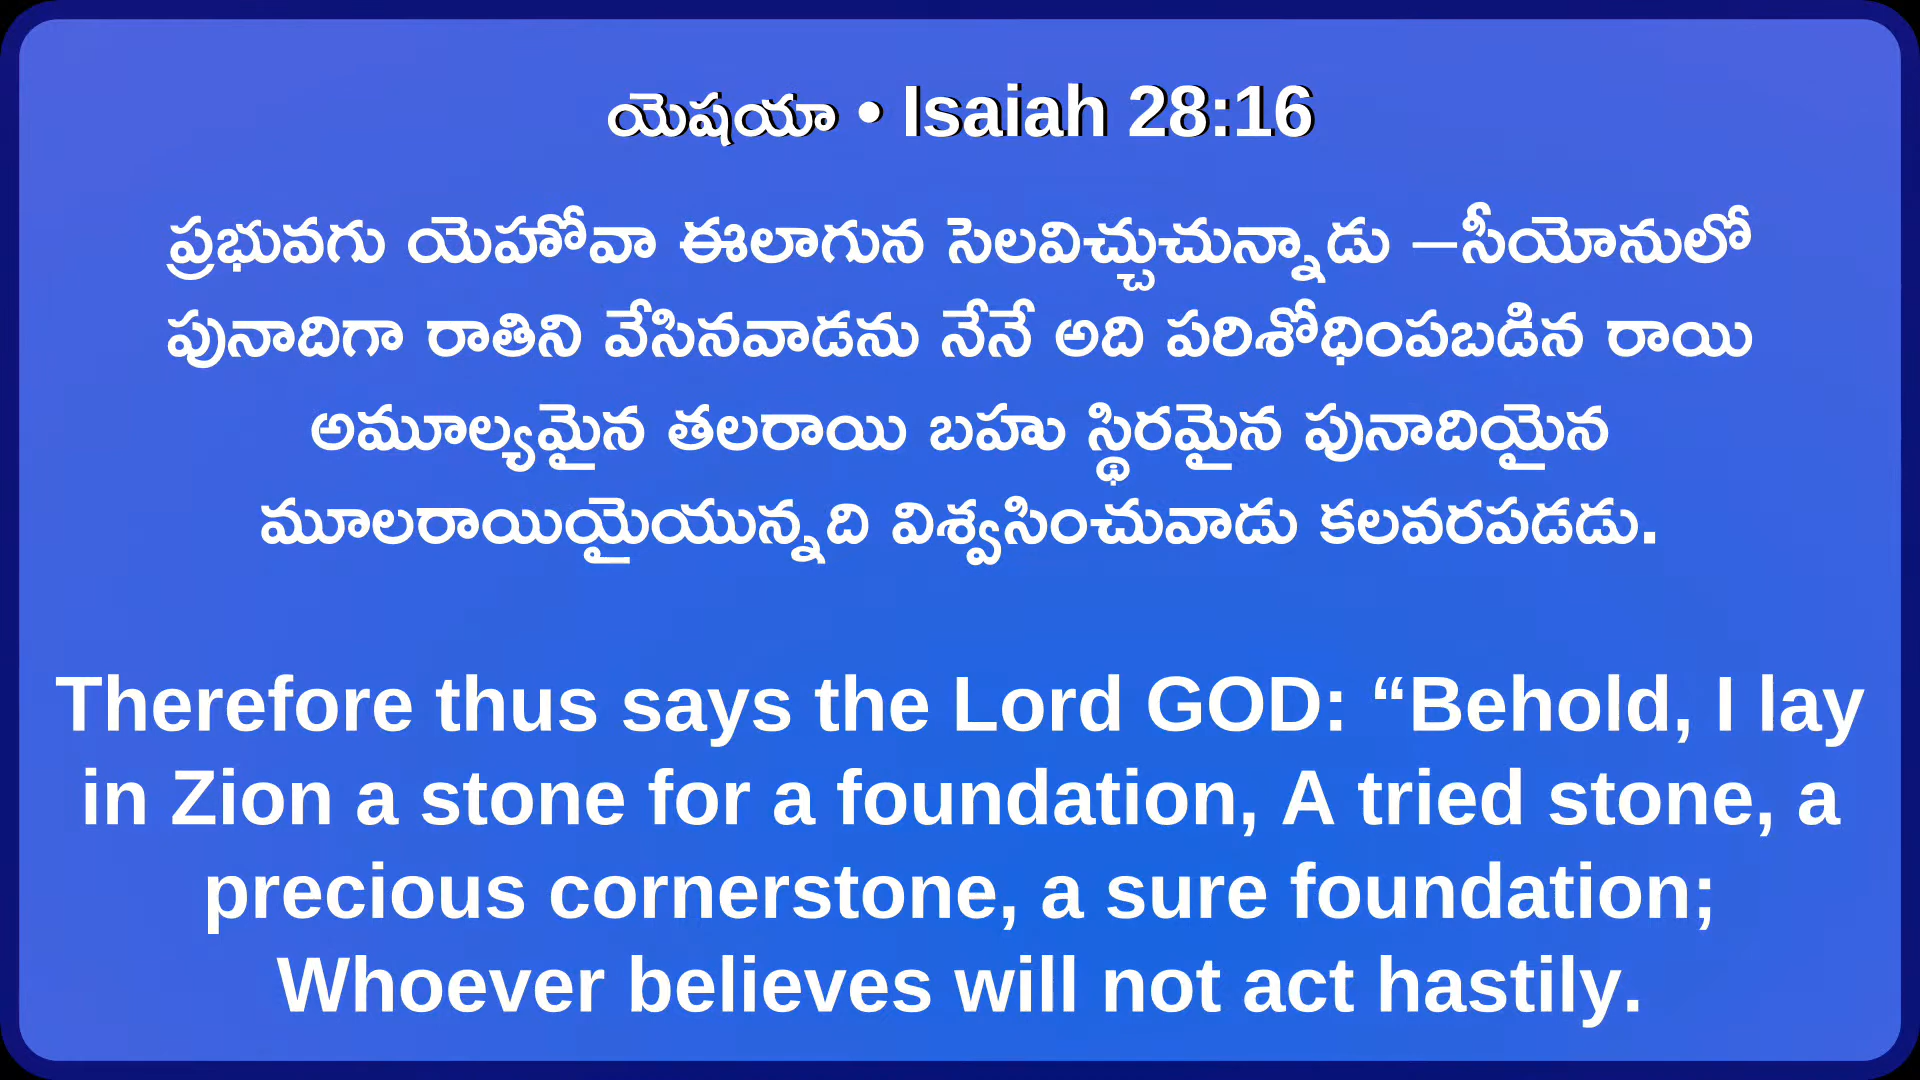 యెషయా • Isaiah 28:16
ప్రభువగు యెహోవా ఈలాగున సెలవిచ్చుచున్నాడు –సీయోనులో
పునాదిగా రాతిని వేసినవాడను నేనే అది పరిశోధింపబడిన రాయి
అమూల్యమైన తలరాయి బహు స్థిరమైన పునాదియైన
మూలరాయియైయున్నది విశ్వసించువాడు కలవరపడడు.
Therefore thus says the Lord GOD: “Behold, I lay
in Zion a stone for a foundation, A tried stone, a
precious cornerstone, a sure foundation;
Whoever believes will not act hastily.